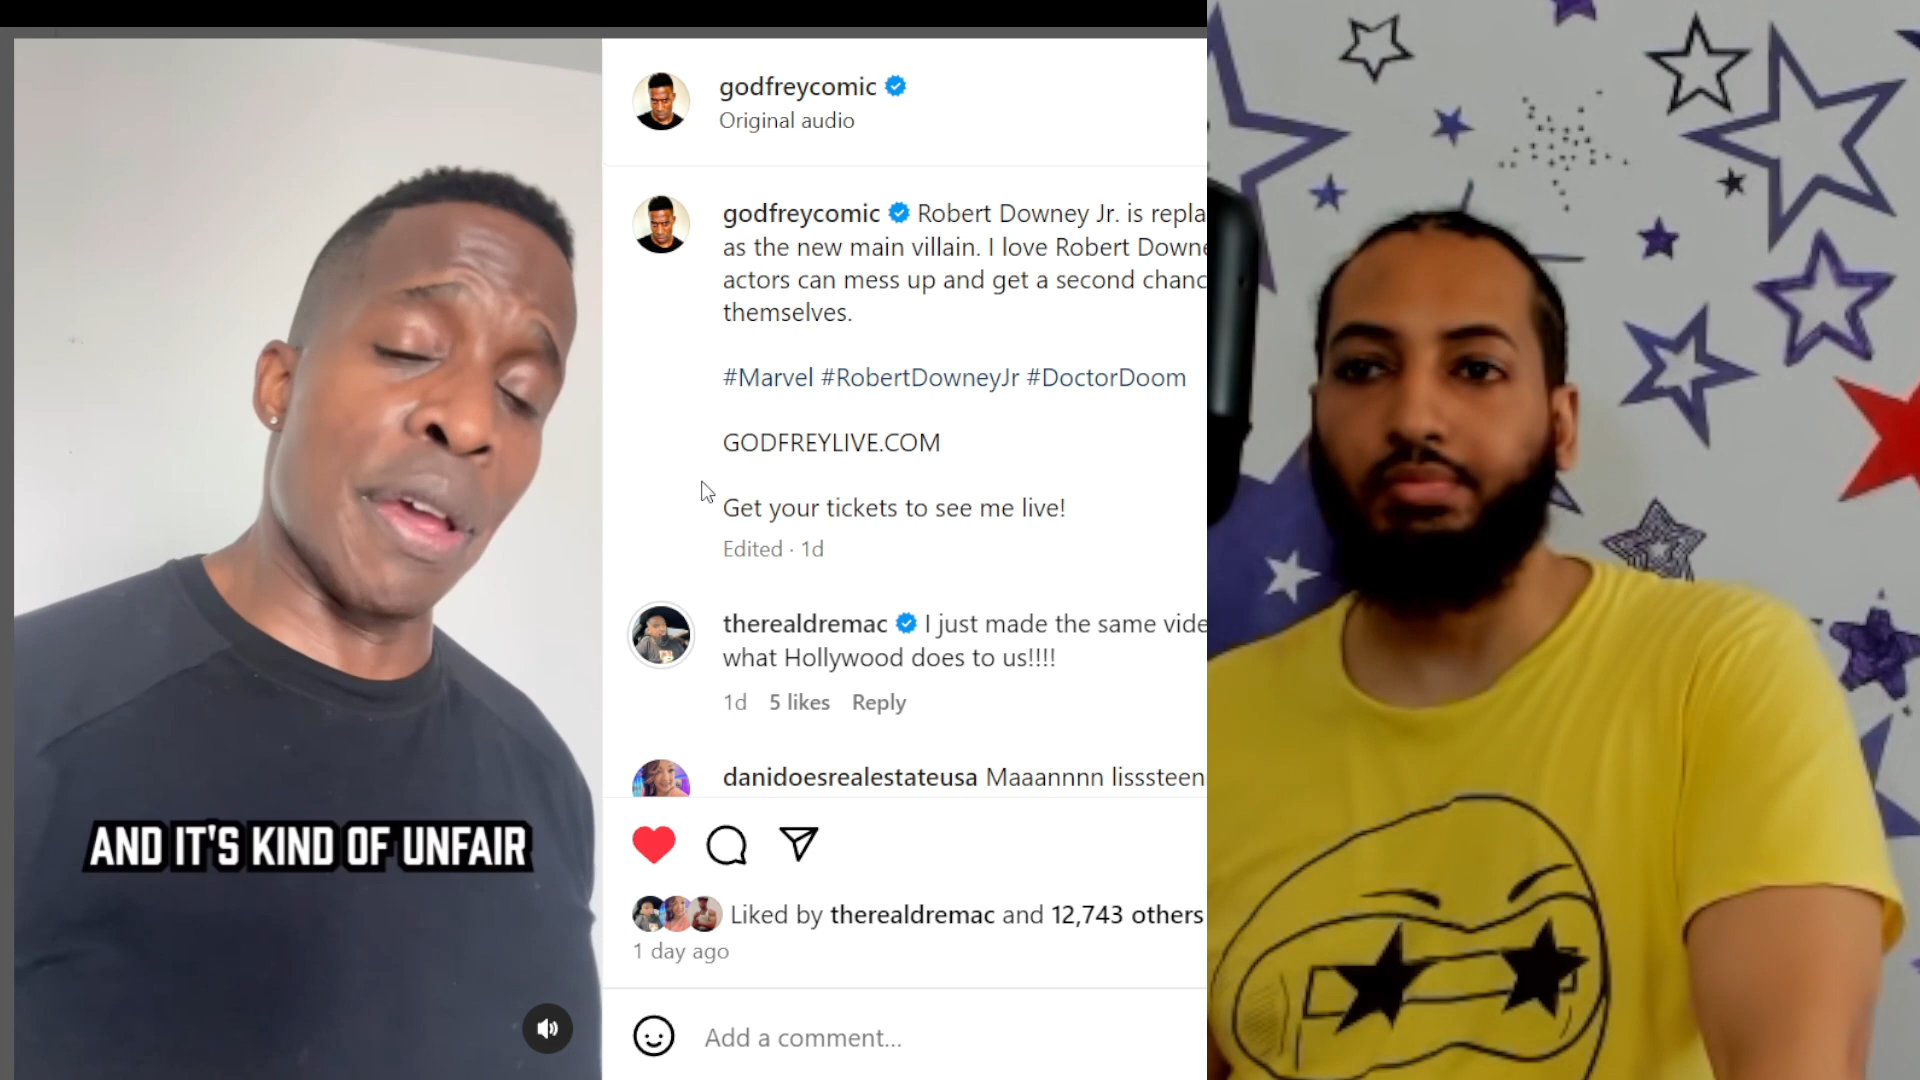 godfreycomic
Original audio
godfreycomic Robert Downey Jr. is repla
as the new main villain. I love Robert Downe
actors can mess up and get a second chanc
themselves.
#Marvel #RobertDowneyJr #DoctorDoom
GODFREYLIVE.COM
Get your tickets to see me live!
Edited · 1d
therealdremac I just made the same vide
what Hollywood does to us!!!!
1d 5 likes Reply
danidoesrealestateusa Maaannnn lisssteen
AND IT'S KIND OF UNFAIR
Liked by therealdremac and 12,743 others
1 day ago
Add a comment...